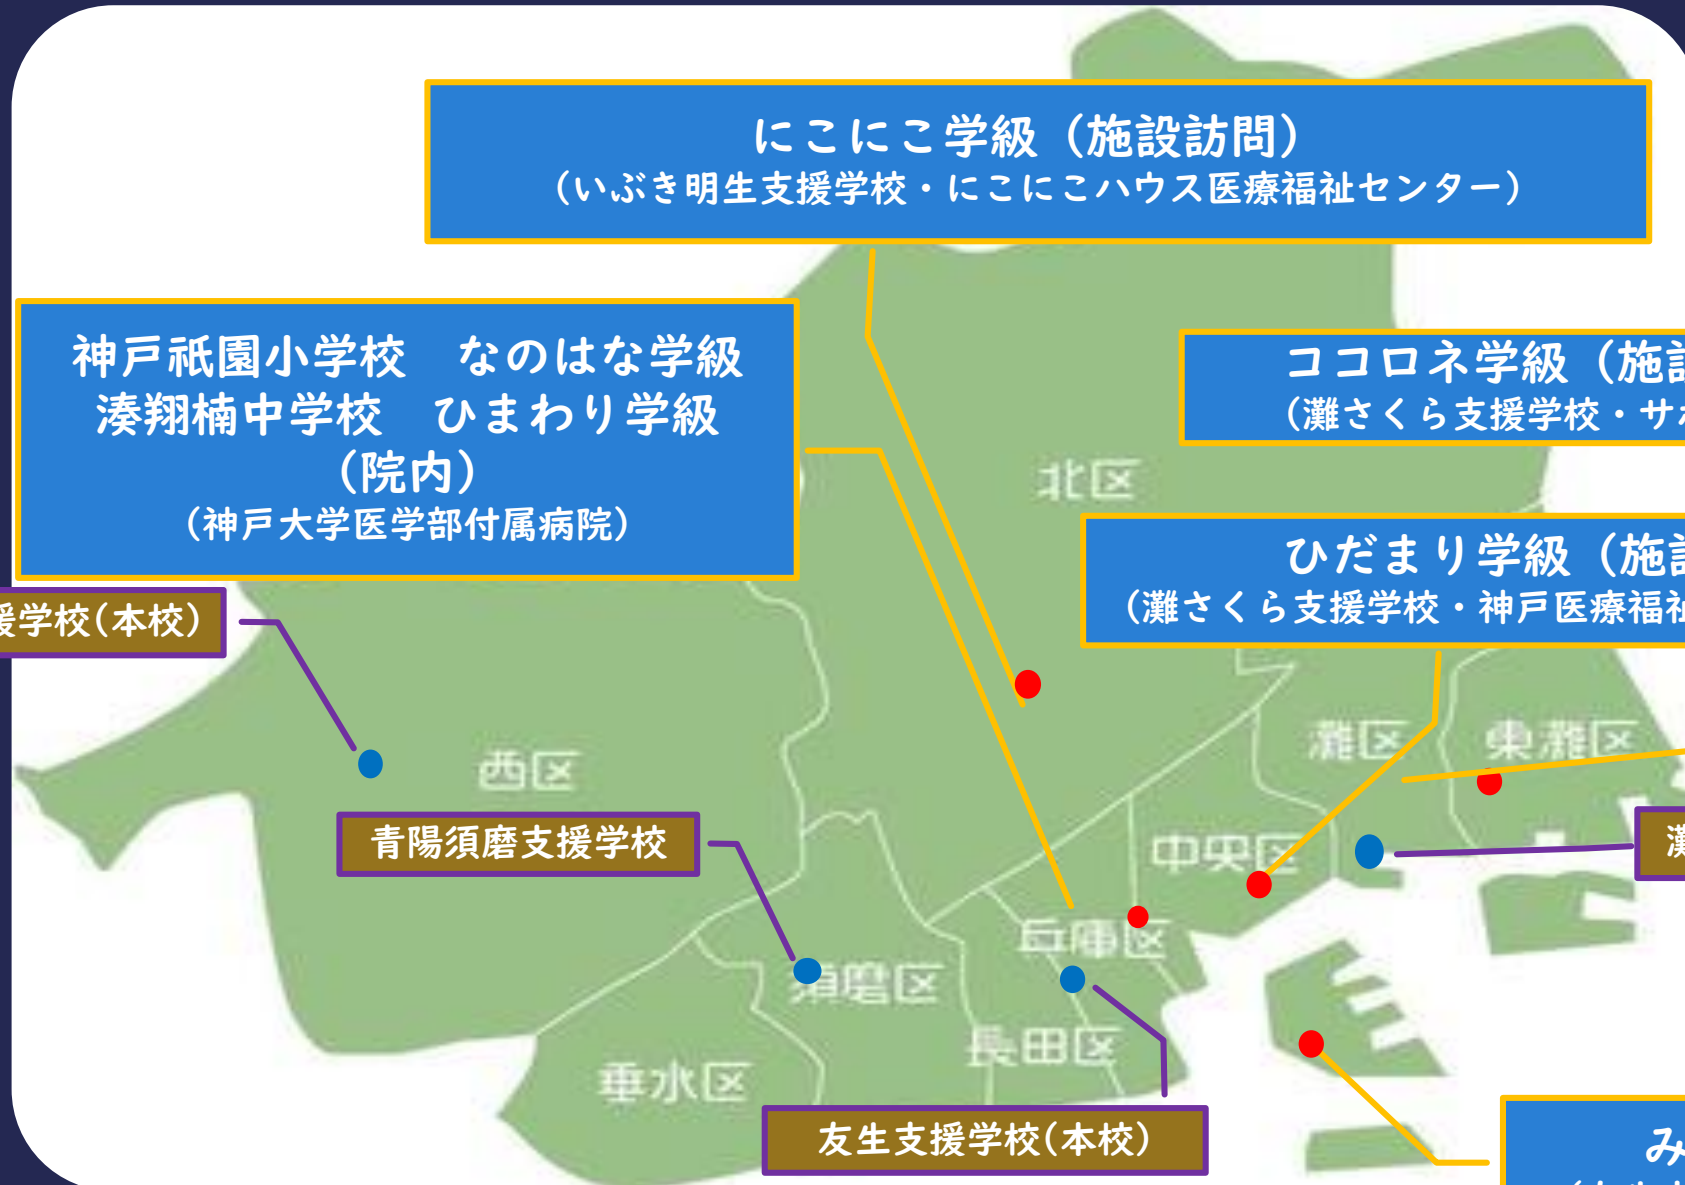 にこにこ学級（施設訪問）
（いぶき明生支援学校・にこにこハウス医療福祉センター）
神戸祇園小学校　なのはな学級
湊翔楠中学校　ひまわり学級
（院内）
（神戸大学医学部付属病院）
ココロネ学級（施設
（灘さくら支援学校・サポ
北区
ひだまり学級（施設
（灘さくら支援学校・神戸医療福祉
援学校(本校)
西区
灘区
東灘区
青陽須磨支援学校
中央区
灘
兵庫区
須磨区
長田区
垂水区
友生支援学校(本校)
み